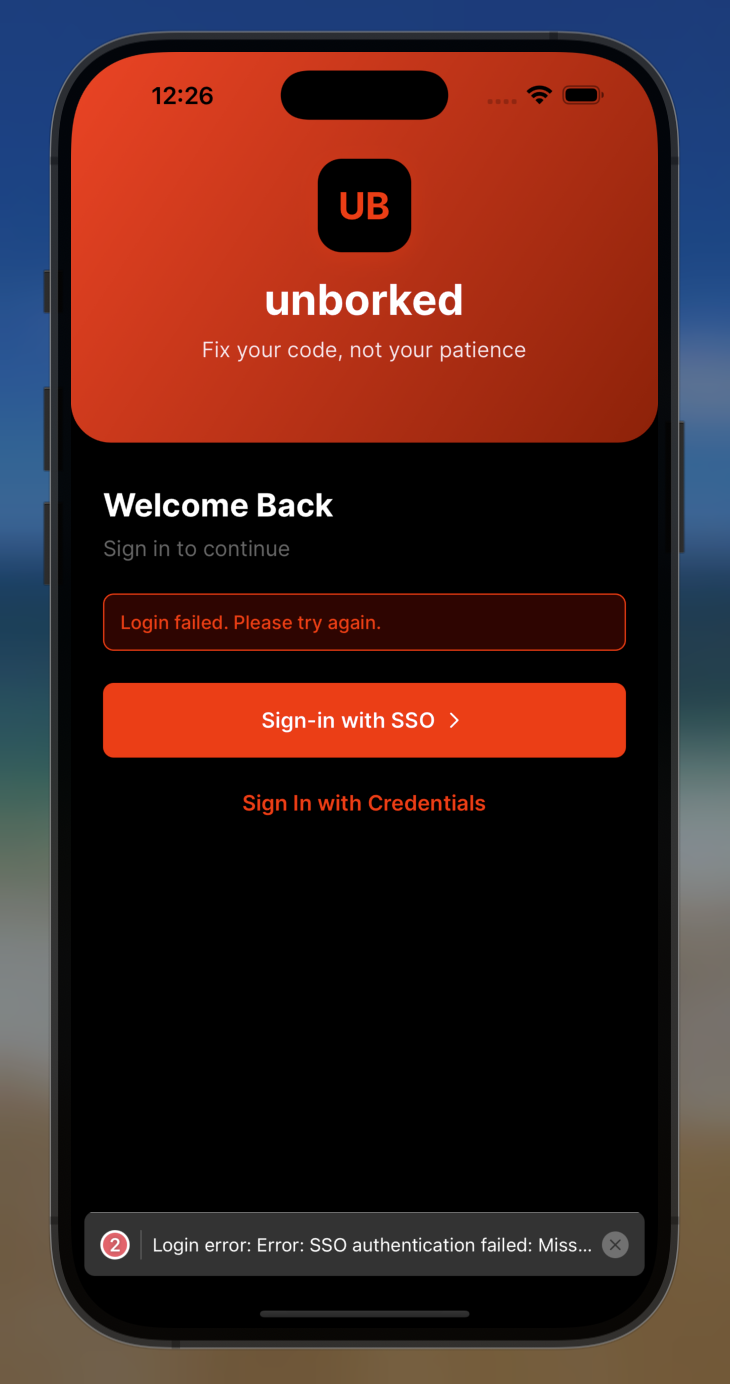 12:26
UB
unborked
Fix your code, not your patience
Welcome Back
Sign in to continue
Login failed. Please try again.
Sign-in with SSO
Sign In with Credentials
2 Login error: Error: SSO authentication failed: Miss...